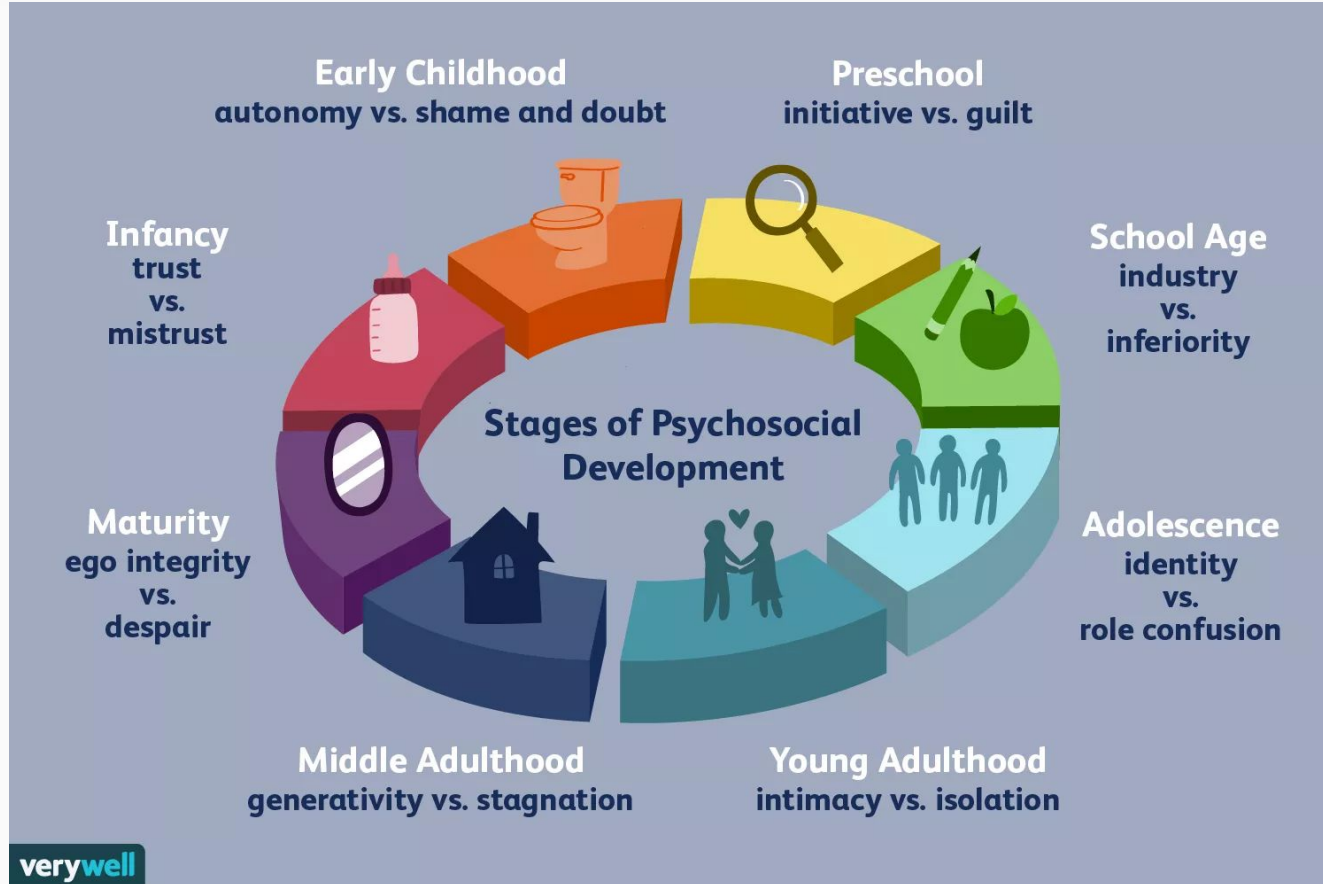 Early Childhood
autonomy vs. shame and doubt
Preschool
initiative vs. guilt
Infancy
trust
vs.
mistrust
School Age
industry
vs.
inferiority
Stages of Psychosocial
Development
Maturity
ego integrity
vs.
despair
Adolescence
identity
vs.
role confusion
Middle Adulthood
generativity vs. stagnation
Young Adulthood
intimacy vs. isolation
verywell